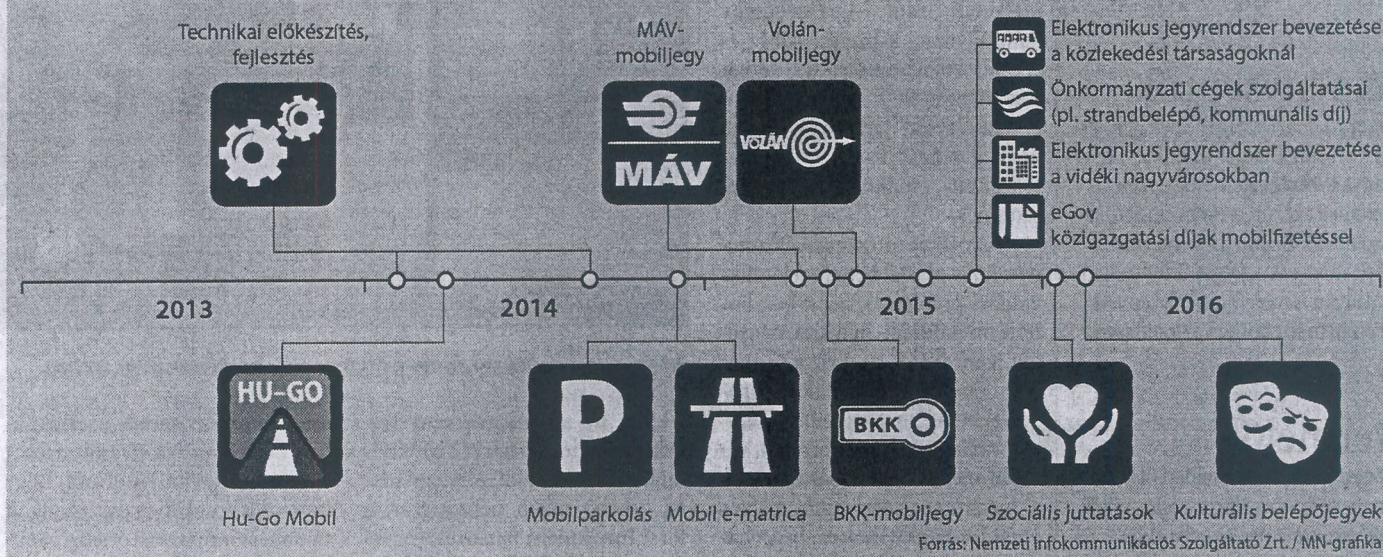 Technikai előkészítés,
fejlesztés
MÁV-
mobiljegy
Volán-
mobiljegy
MÁV
VOLÁN
Elektronikus jegyrendszer bevezetése
a közlekedési társaságoknál
Önkormányzati cégek szolgáltatásai
(pl. strandbelépő, kommunális díj)
Elektronikus jegyrendszer bevezetése
a vidéki nagyvárosokban
eGov
közigazgatási díjak mobilfizetéssel
2013
2014
2015
2016
HU-GO
P
BKK
Hu-Go Mobil
Mobilparkolás
Mobil e-matrica
BKK-mobiljegy
Szociális juttatások
Kulturális belépőjegyek
Forrás: Nemzeti Infokommunikációs Szolgáltató Zrt. / MN-grafika